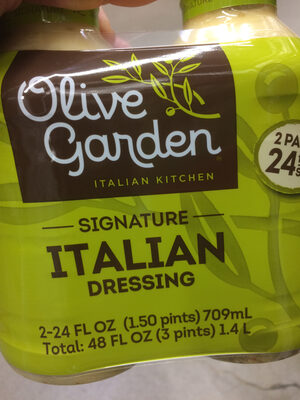 SIGNATURE
Olive
Garden
ITALIAN KITCHEN
2 PA
24
SIGNATURE
ITALIAN
DRESSING
2-24 FL OZ (1.50 pints) 709mL
Total: 48 FL OZ (3 pints) 1.4 L